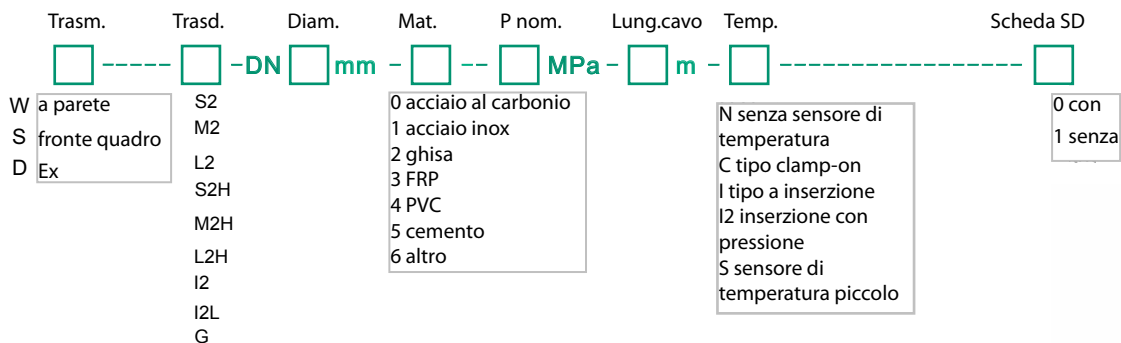 Trasm. Trasd. Diam. Mat. P nom. Lung.cavo Temp. Scheda SD
DN mm MPa m
W a parete
S fronte quadro
D Ex
S2
M2
L2
S2H
M2H
L2H
I2
I2L
G
0 acciaio al carbonio
1 acciaio inox
2 ghisa
3 FRP
4 PVC
5 cemento
6 altro
N senza sensore di
temperatura
C tipo clamp-on
I tipo a inserzione
I2 inserzione con
pressione
S sensore di
temperatura piccolo
0 con
1 senza